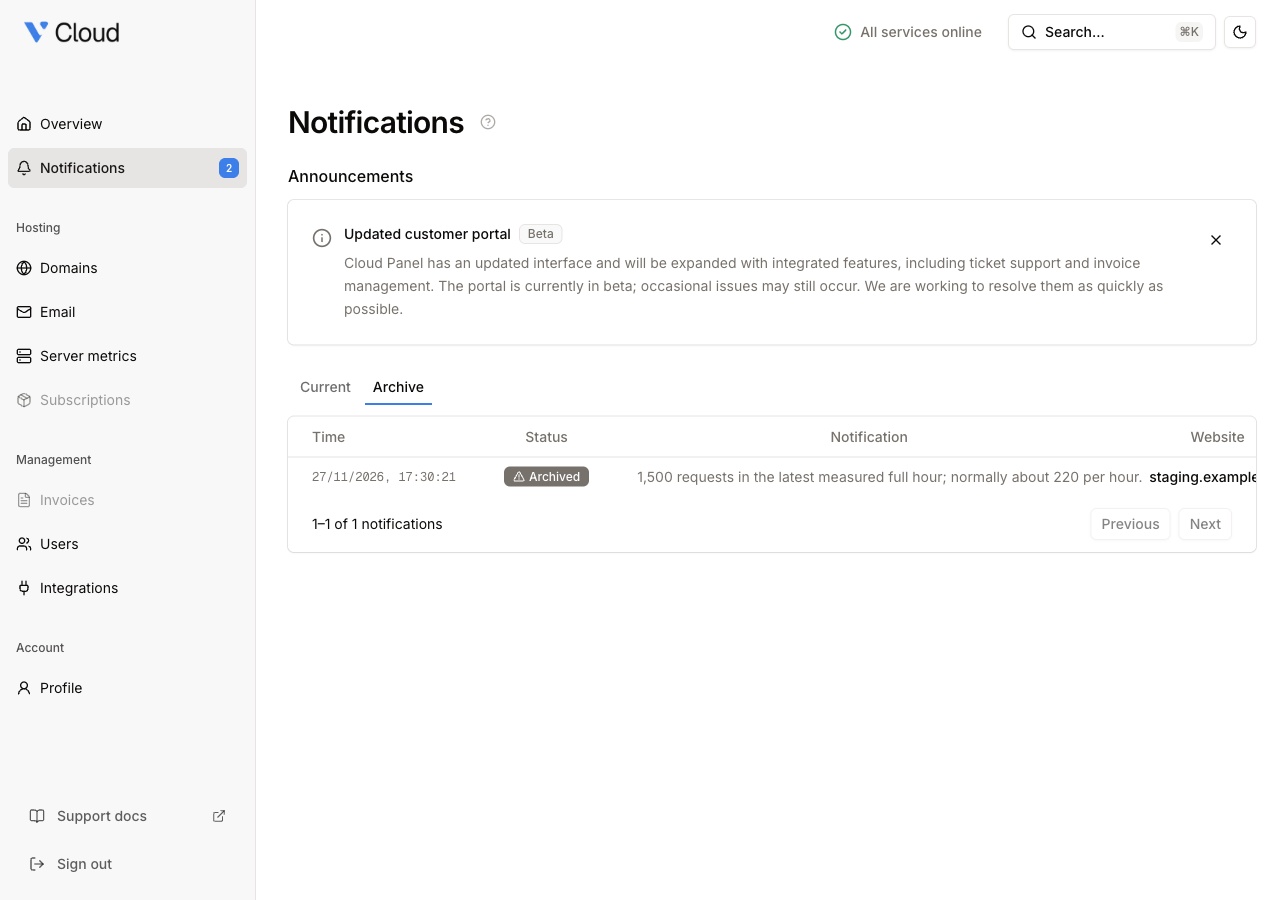 Cloud
All services online
Search...
⌘K
Overview
Notifications
2
Hosting
Domains
Email
Server metrics
Subscriptions
Management
Invoices
Users
Integrations
Account
Profile
Support docs
Sign out
Notifications
Announcements
Updated customer portal
Beta
Cloud Panel has an updated interface and will be expanded with integrated features, including ticket support and invoice
management. The portal is currently in beta; occasional issues may still occur. We are working to resolve them as quickly as
possible.
Current
Archive
Time
Status
Notification
Website
27/11/2026, 17:30:21
Archived
1,500 requests in the latest measured full hour; normally about 220 per hour.
staging.example
1–1 of 1 notifications
Previous
Next